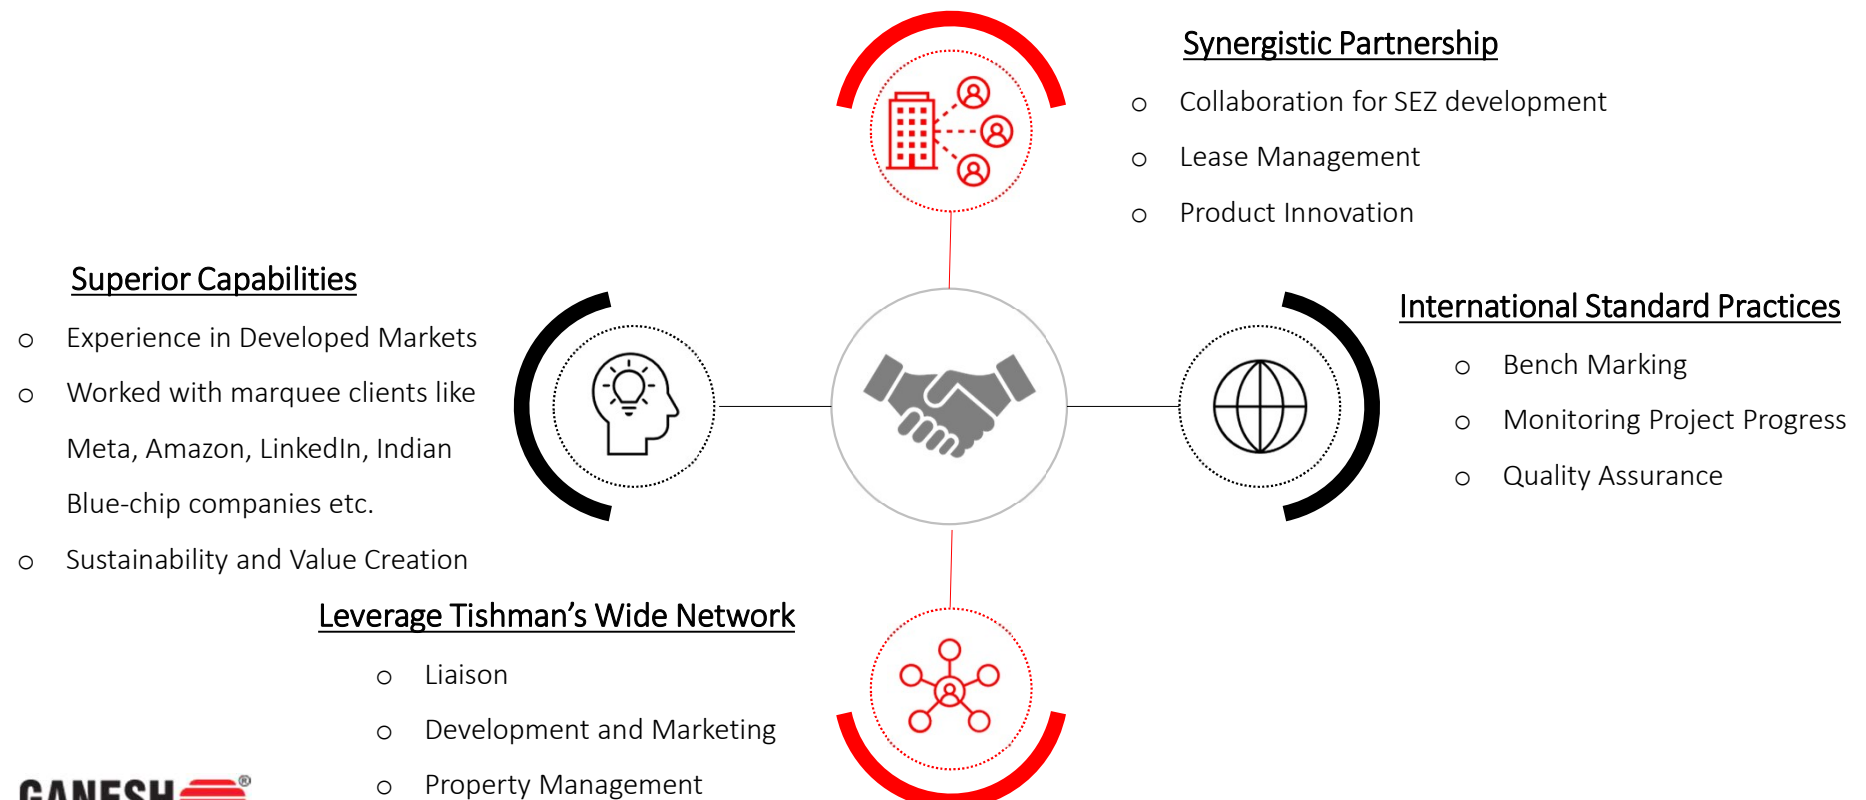 Synergistic Partnership
o Collaboration for SEZ development
o Lease Management
o Product Innovation
Superior Capabilities
o Experience in Developed Markets
o Worked with marquee clients like
Meta, Amazon, LinkedIn, Indian
Blue-chip companies etc.
o Sustainability and Value Creation
International Standard Practices
o Bench Marking
o Monitoring Project Progress
o Quality Assurance
Leverage Tishman’s Wide Network
o Liaison
o Development and Marketing
o Property Management
GANESH ®